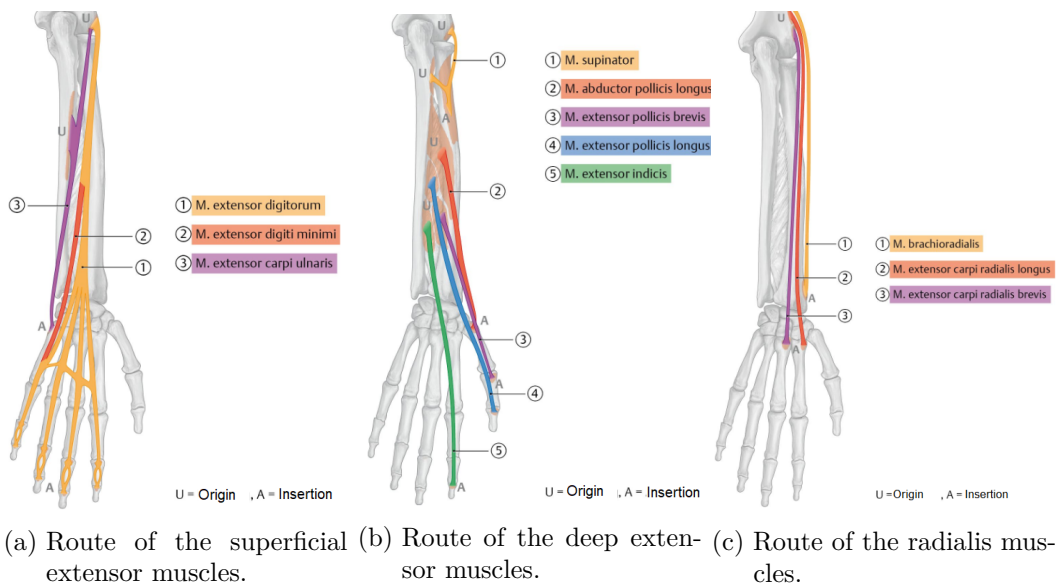 U
U
③
②
①
A
A
① M. extensor digitorum
② M. extensor digiti minimi
③ M. extensor carpi ulnaris
U = Origin , A = Insertion
(a) Route of the superficial
extensor muscles.
U
①
U
A
U
②
U
A
③
A
④
⑤
A
① M. supinator
② M. abductor pollicis longus
③ M. extensor pollicis brevis
④ M. extensor pollicis longus
⑤ M. extensor indicis
U = Origin , A = Insertion
(b) Route of the deep exten-
sor muscles.
U
①
②
A
③
A
① M. brachioradialis
② M. extensor carpi radialis longus
③ M. extensor carpi radialis brevis
U = Origin , A = Insertion
(c) Route of the radialis mus-
cles.